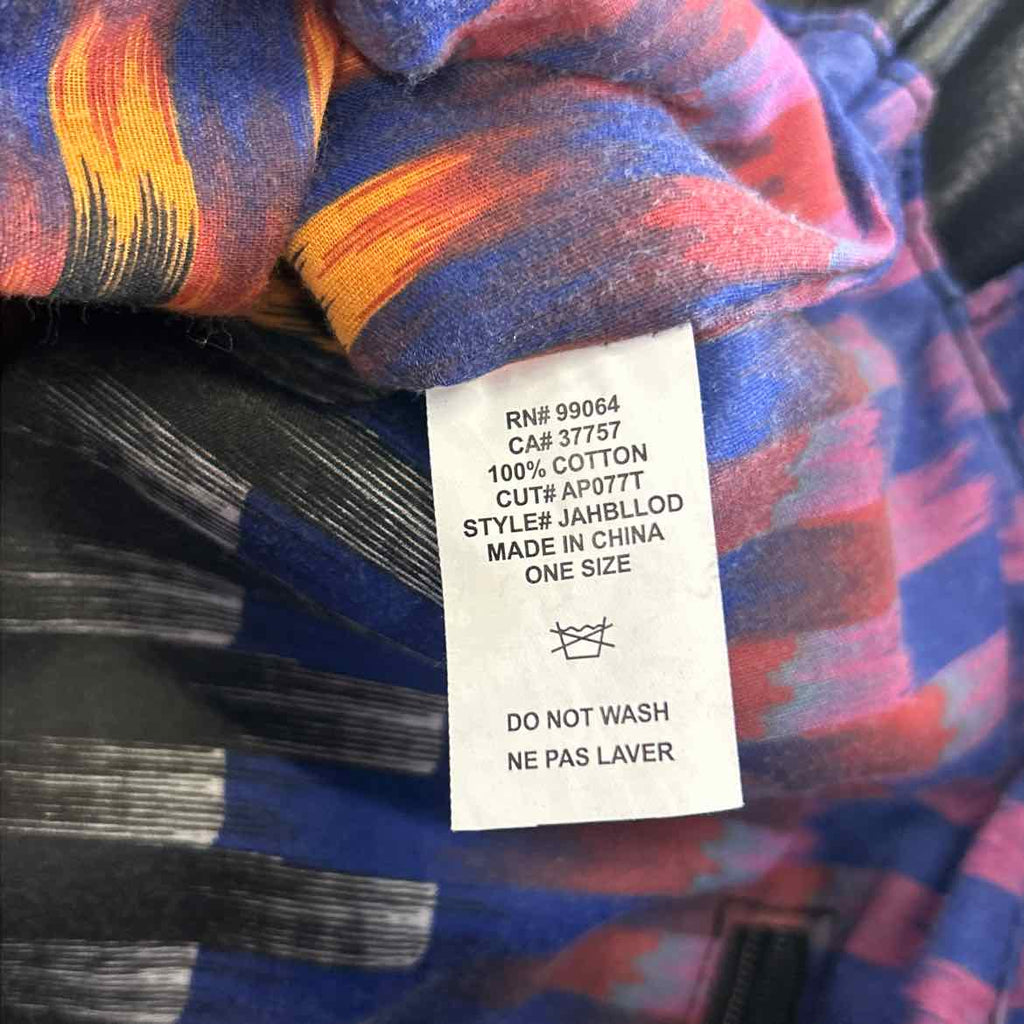 RN# 99064
CA# 37757
100% COTTON
CUT# AP077T
STYLE# JAHBLLOD
MADE IN CHINA
ONE SIZE
DO NOT WASH
NE PAS LAVER